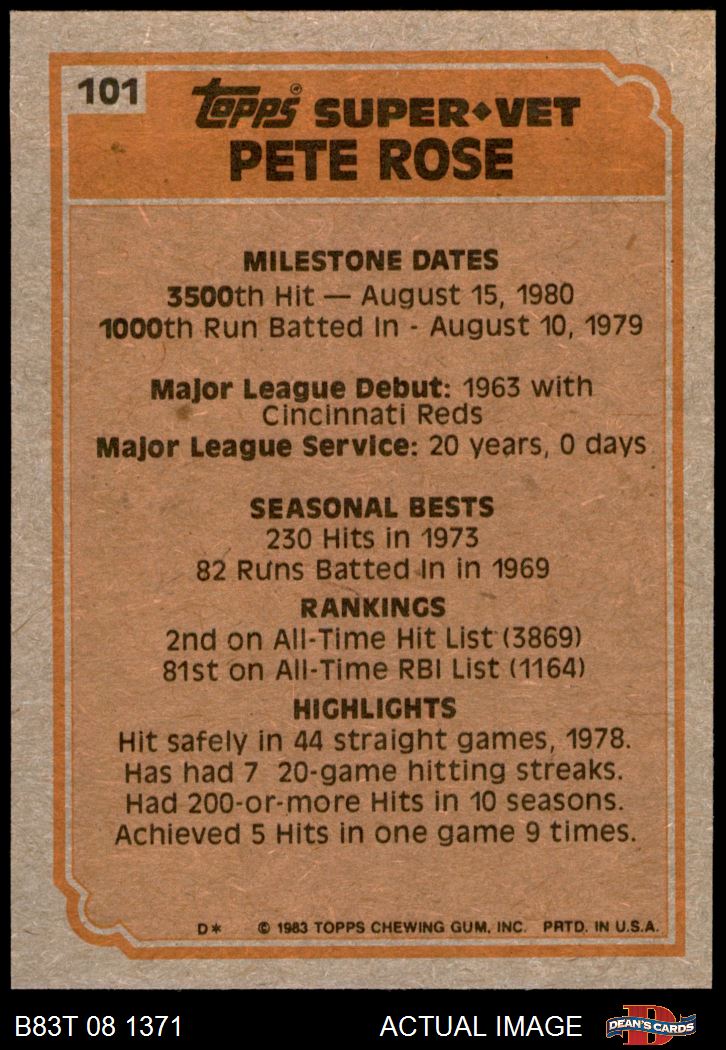 101
Topps® SUPER◆VET
PETE ROSE
MILESTONE DATES
3500th Hit — August 15, 1980
1000th Run Batted In - August 10, 1979
Major League Debut: 1963 with
Cincinnati Reds
Major League Service: 20 years, 0 days
SEASONAL BESTS
230 Hits in 1973
82 Runs Batted In in 1969
RANKINGS
2nd on All-Time Hit List (3869)
81st on All-Time RBI List (1164)
HIGHLIGHTS
Hit safely in 44 straight games, 1978.
Has had 7 20-game hitting streaks.
Had 200-or-more Hits in 10 seasons.
Achieved 5 Hits in one game 9 times.
D* © 1983 TOPPS CHEWING GUM, INC. PRTD. IN U.S.A.
B83T 08 1371 ACTUAL IMAGE D DEAN'S CARDS